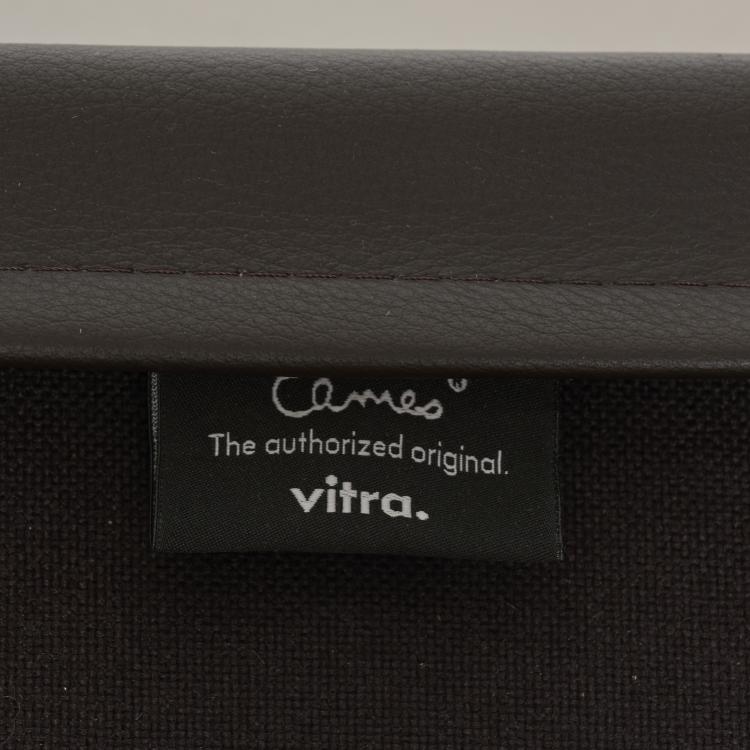 Eames®
The authorized original.
vitra.